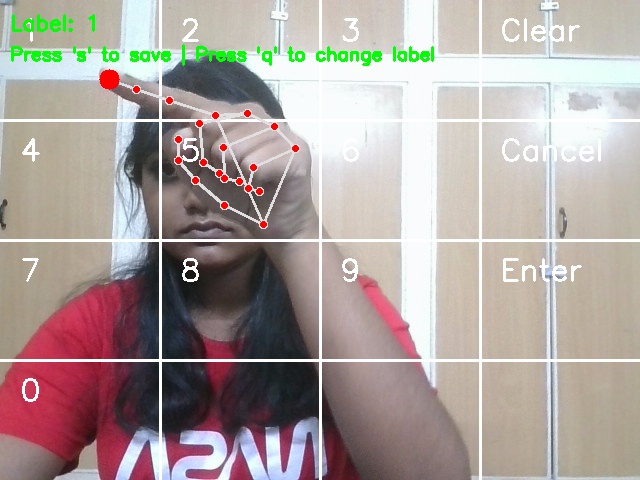 Label: 1
Press 's' to save | Press 'q' to change label
1 2 3 Clear
4 5 6 Cancel
7 8 9 Enter
0
NASA